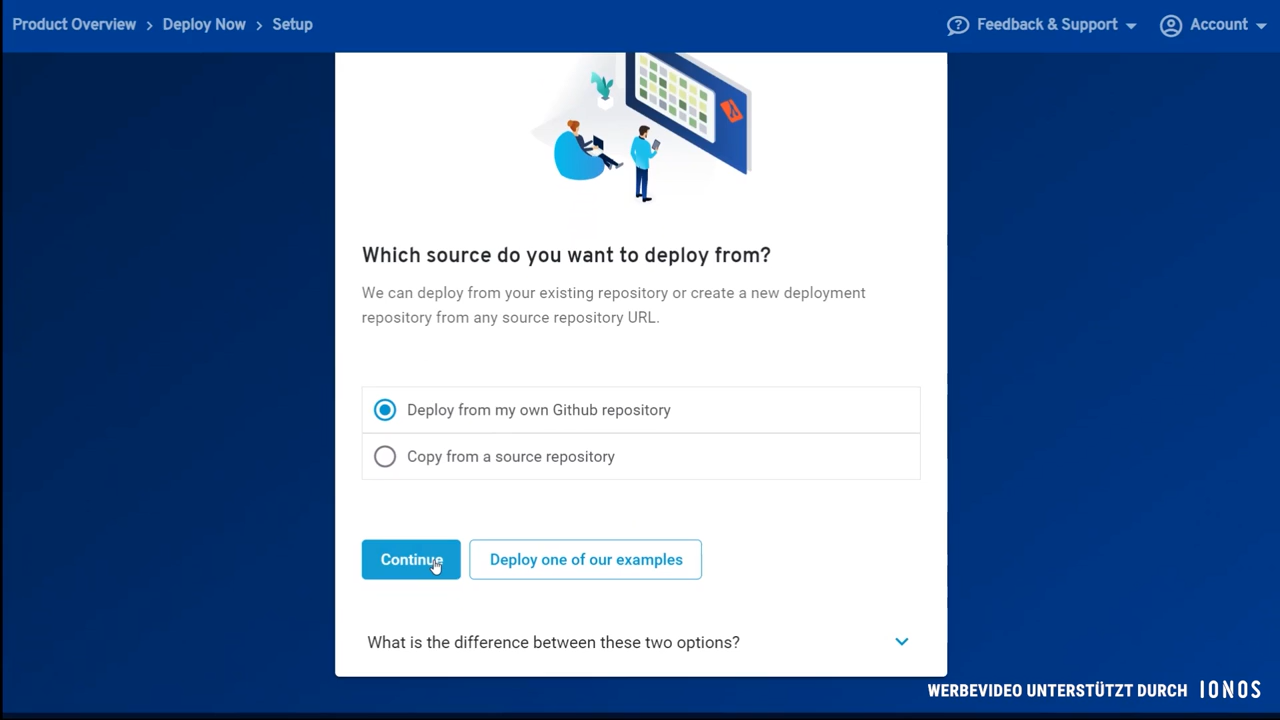 Product Overview > Deploy Now > Setup
Feedback & Support
Account
Which source do you want to deploy from?
We can deploy from your existing repository or create a new deployment
repository from any source repository URL.
Deploy from my own Github repository
Copy from a source repository
Continue
Deploy one of our examples
What is the difference between these two options?
WERBEVIDEO UNTERSTÜTZT DURCH IONOS